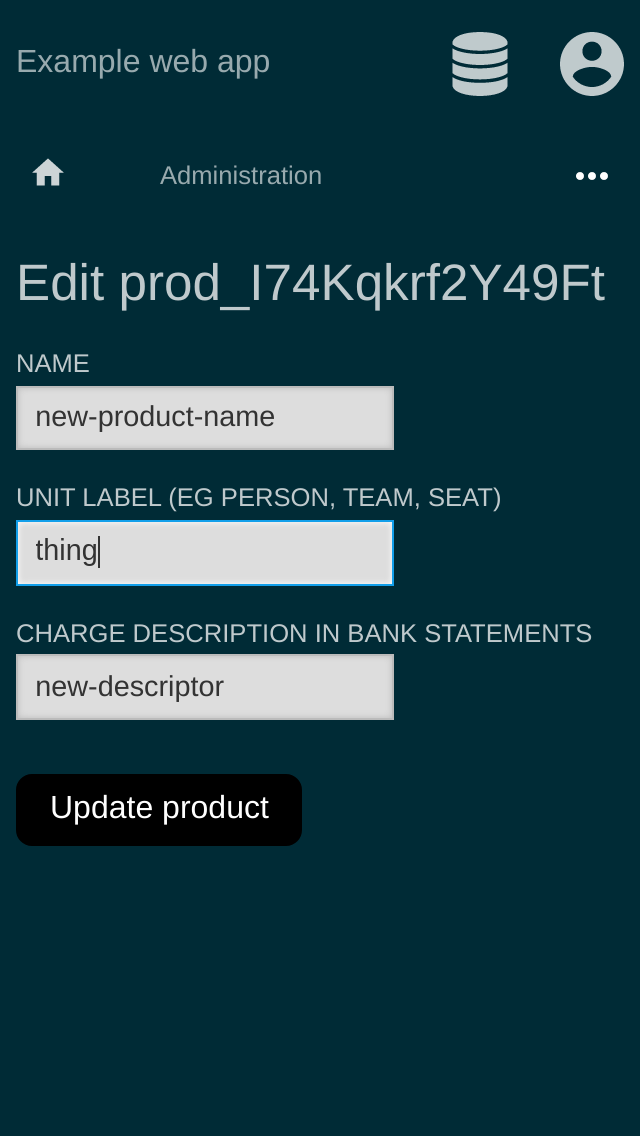 Example web app
Administration
Edit prod_I74Kqkrf2Y49Ft
NAME
new-product-name
UNIT LABEL (EG PERSON, TEAM, SEAT)
thing
CHARGE DESCRIPTION IN BANK STATEMENTS
new-descriptor
Update product